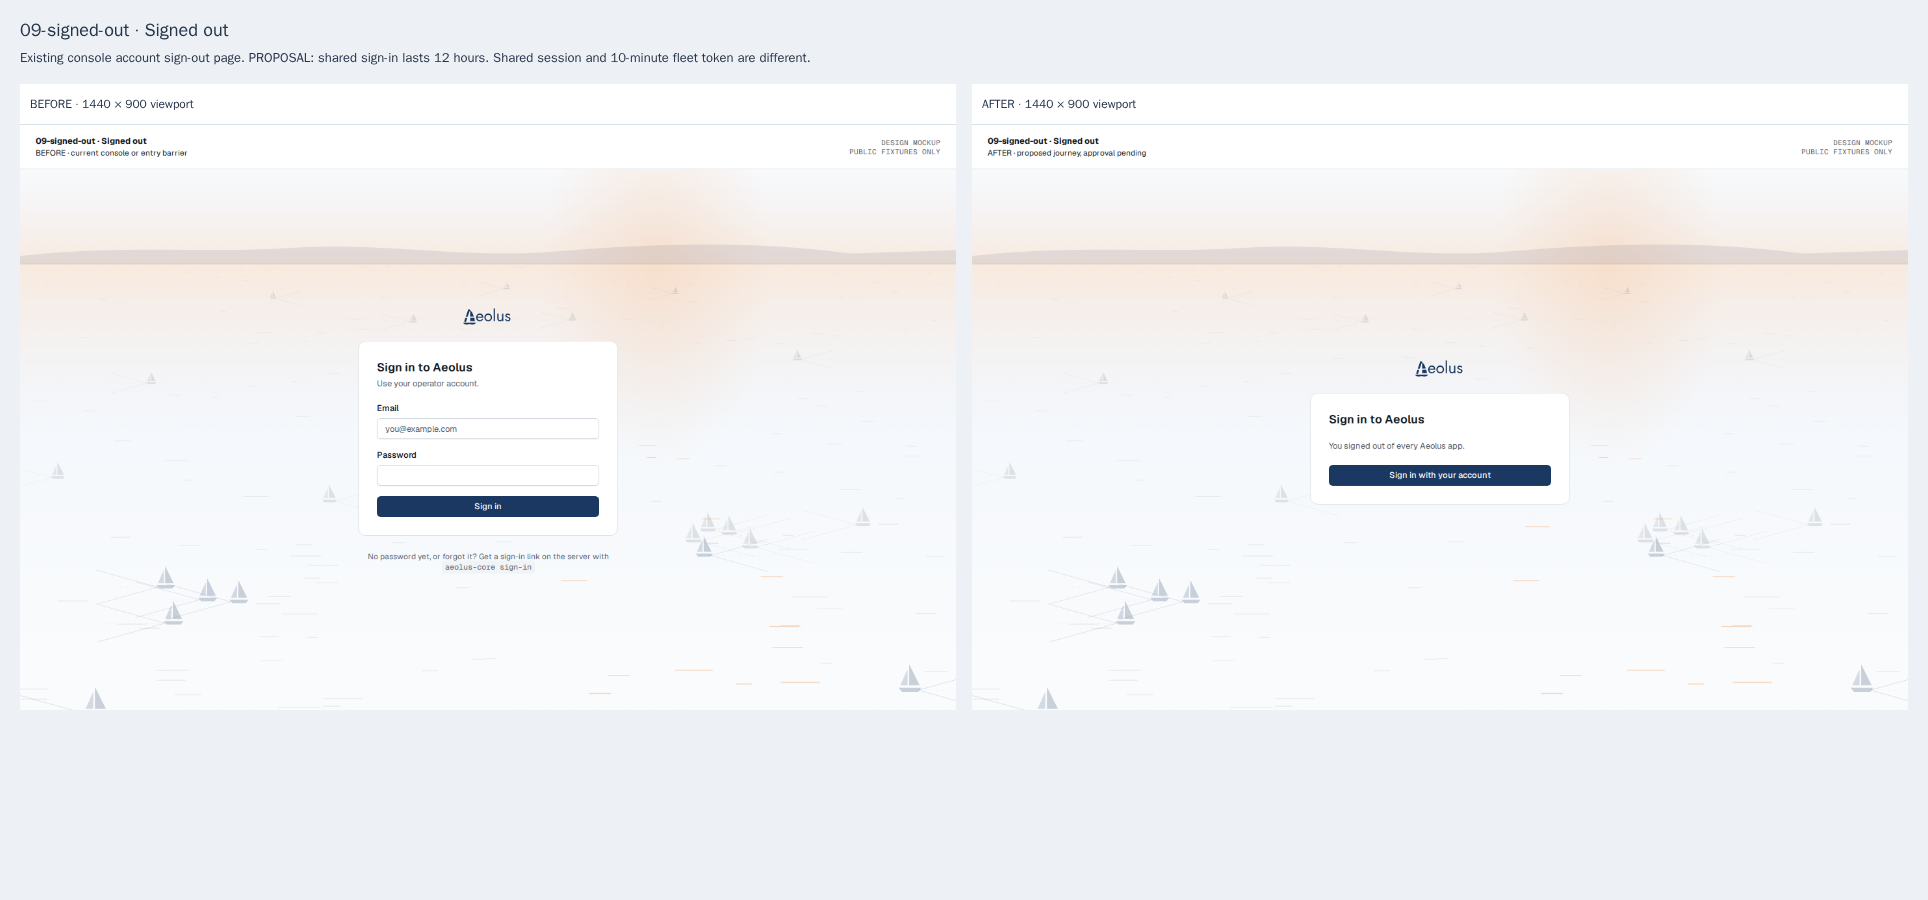 09-signed-out · Signed out
Existing console account sign-out page. PROPOSAL: shared sign-in lasts 12 hours. Shared session and 10-minute fleet token are different.
BEFORE · 1440 × 900 viewport
09-signed-out · Signed out
BEFORE · current console or entry barrier
DESIGN MOCKUP
PUBLIC FIXTURES ONLY
Aeolus
Sign in to Aeolus
Use your operator account.
Email
you@example.com
Password
Sign in
No password yet, or forgot it? Get a sign-in link on the server with
aeolus-core sign-in
AFTER · 1440 × 900 viewport
09-signed-out · Signed out
AFTER · proposed journey, approval pending
DESIGN MOCKUP
PUBLIC FIXTURES ONLY
Aeolus
Sign in to Aeolus
You signed out of every Aeolus app.
Sign in with your account